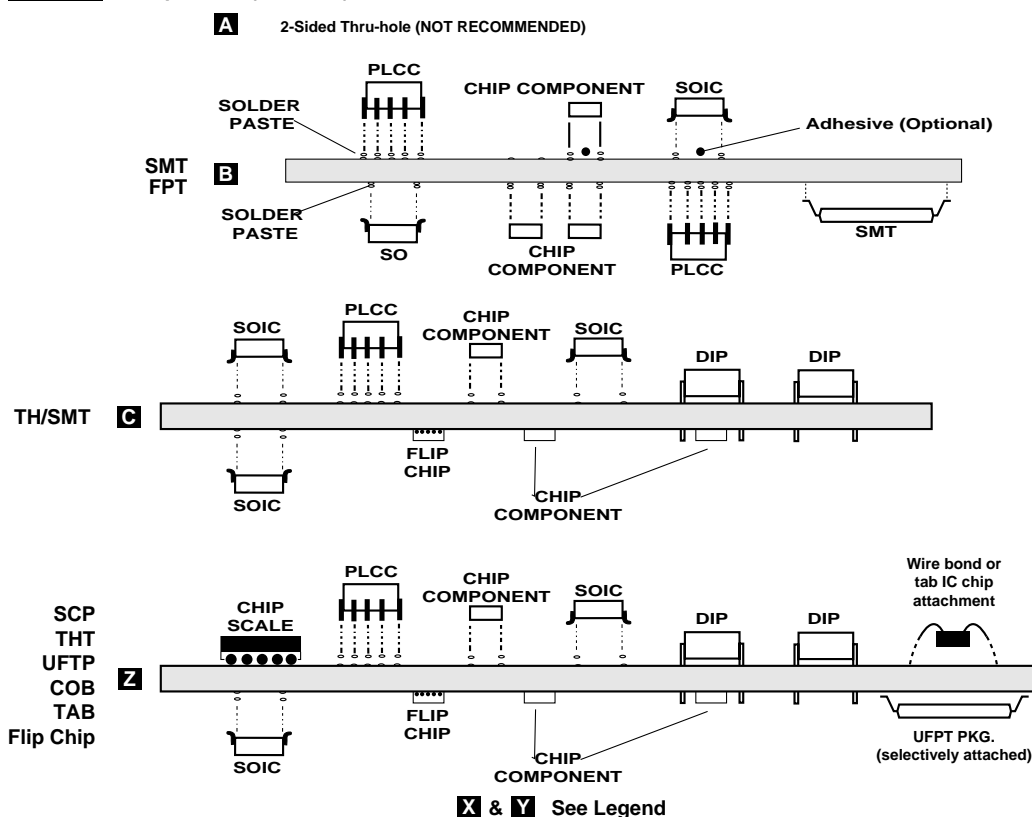 A 2-Sided Thru-hole (NOT RECOMMENDED)
PLCC
CHIP COMPONENT
SOIC
SOLDER
PASTE
Adhesive (Optional)
SMT
FPT
B
SOLDER
PASTE
SO
CHIP
COMPONENT
PLCC
SMT
SOIC
PLCC
CHIP
COMPONENT
SOIC
DIP
DIP
TH/SMT
C
FLIP
CHIP
SOIC
CHIP
COMPONENT
SCP
THT
UFTP
COB
TAB
Flip Chip
Z
CHIP
SCALE
PLCC
CHIP
COMPONENT
SOIC
DIP
DIP
Wire bond or
tab IC chip
attachment
SOIC
FLIP
CHIP
CHIP
COMPONENT
UFPT PKG.
(selectively attached)
X & Y See Legend